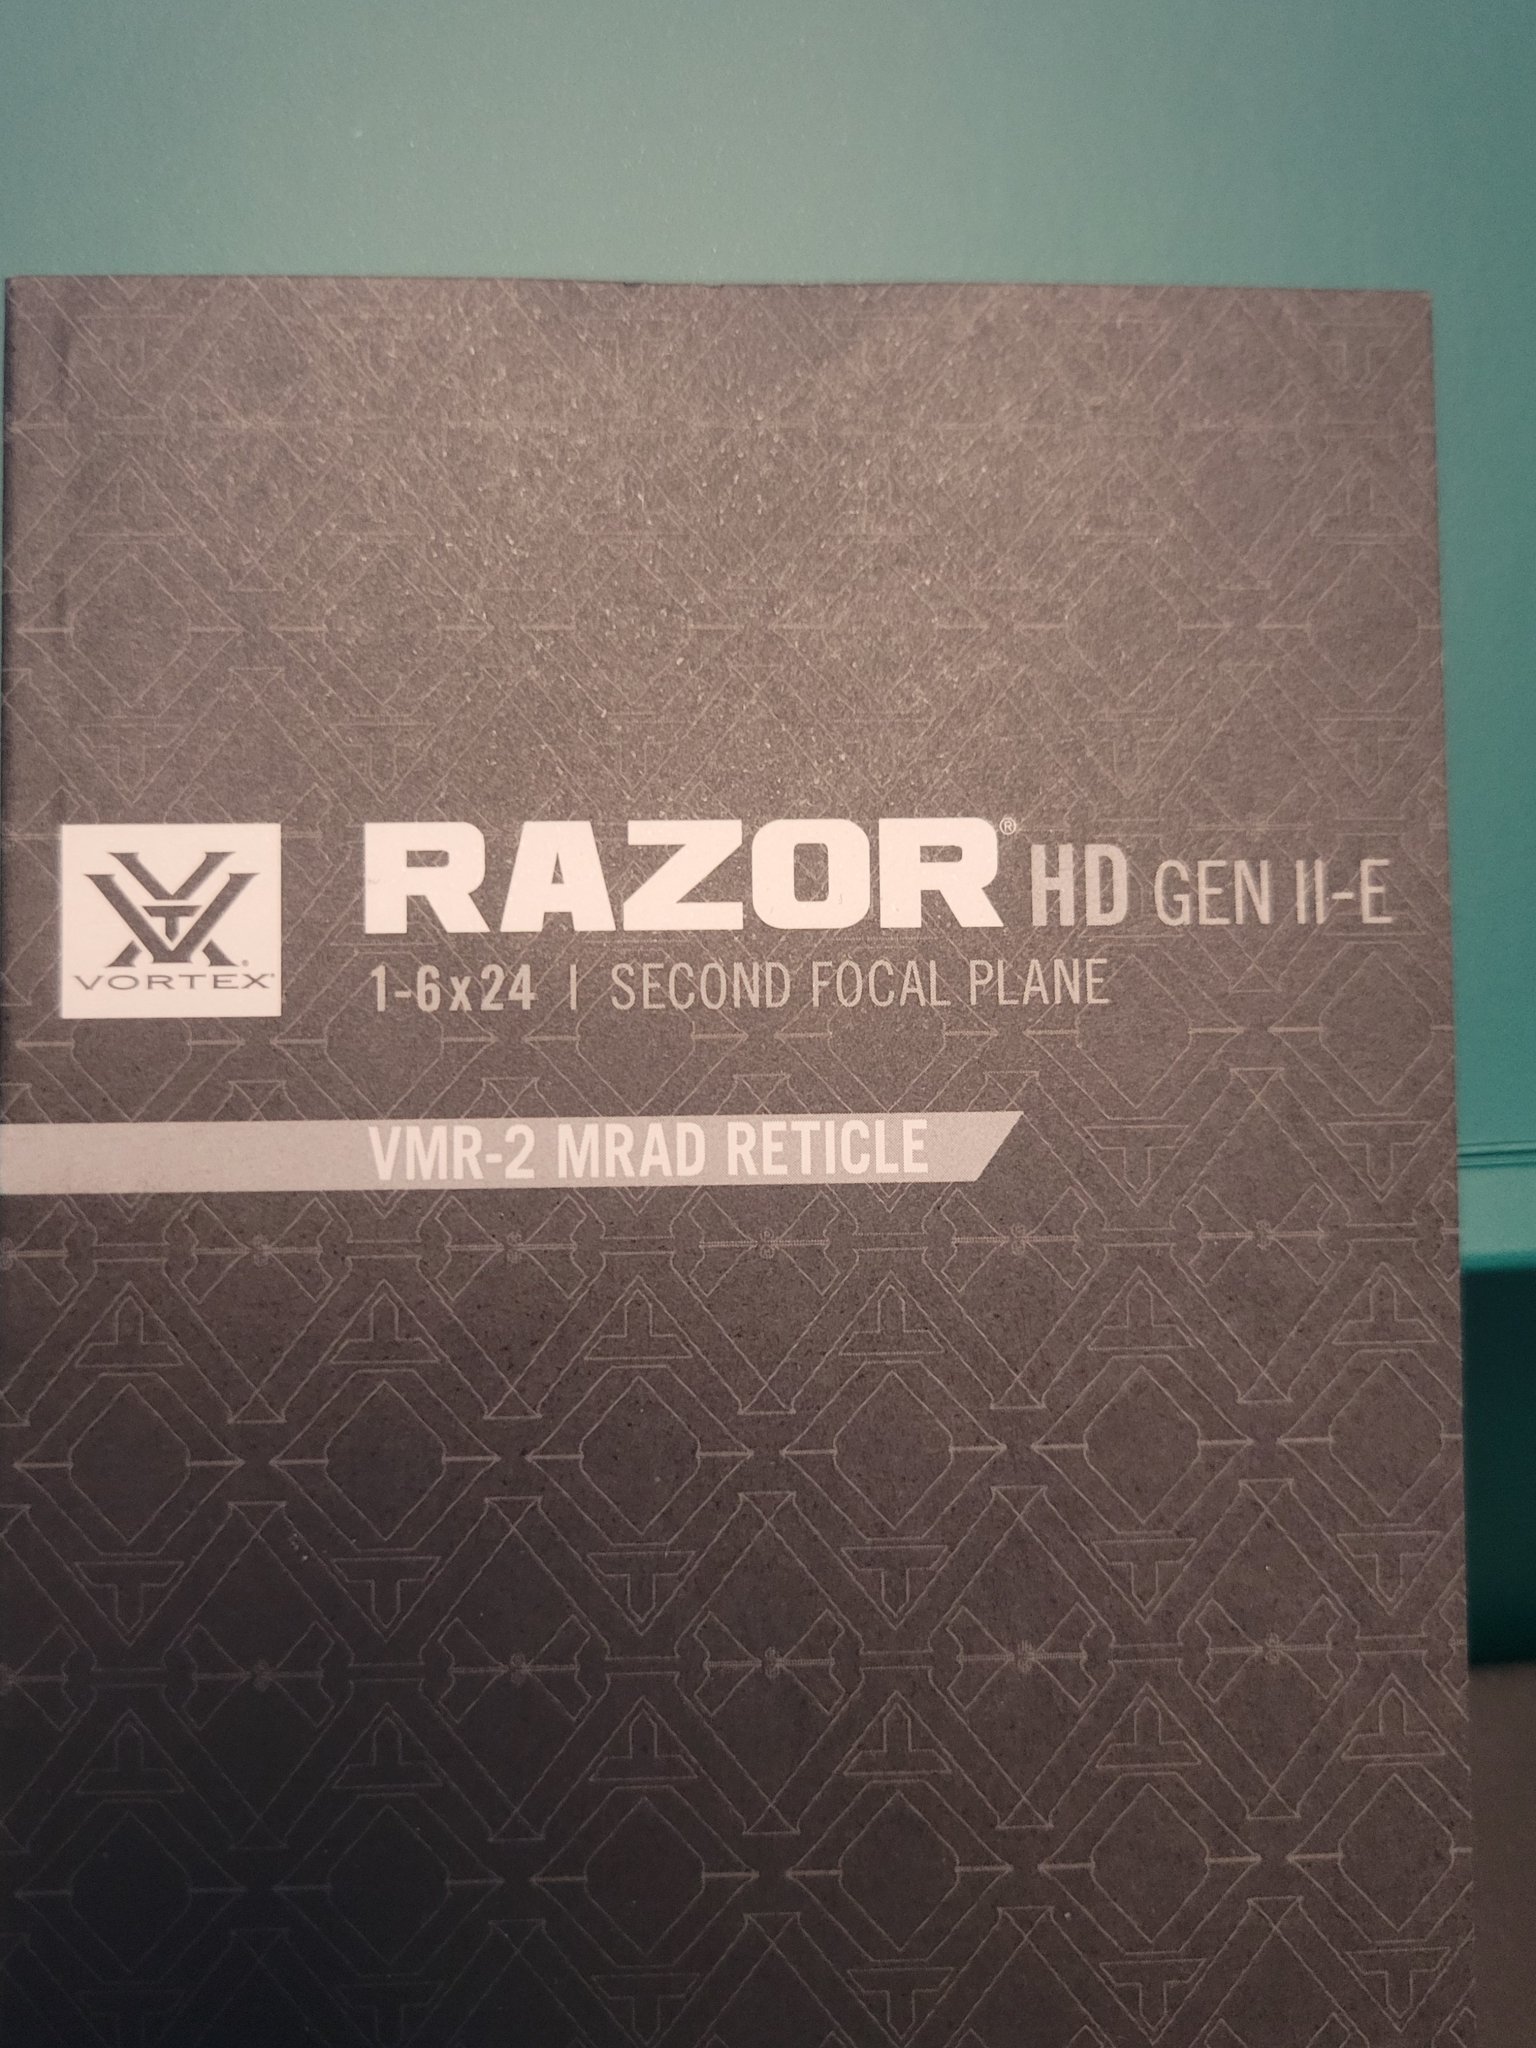 VORTEX®
RAZOR® HD GEN II-E
1-6x24 | SECOND FOCAL PLANE
VMR-2 MRAD RETICLE